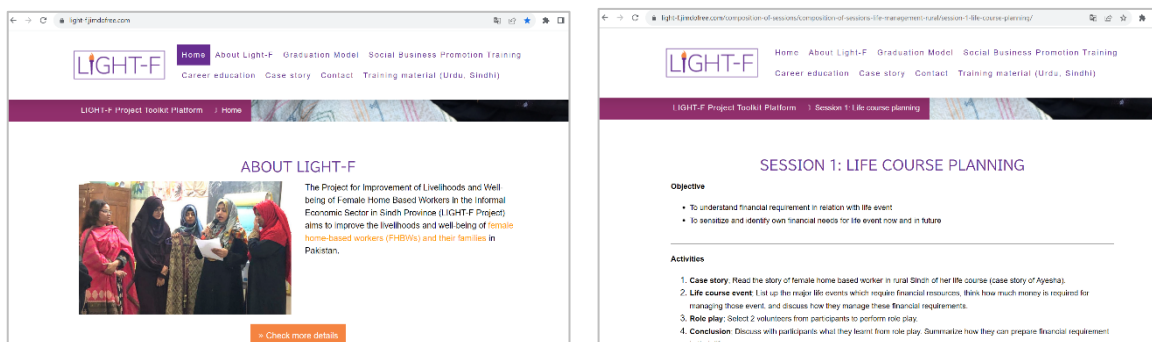 light-f.jimdofree.com
LIGHT-F
Home About Light-F Graduation Model Social Business Promotion Training
Career education Case story Contact Training material (Urdu, Sindhi)
LIGHT-F Project Toolkit Platform 〉 Home
ABOUT LIGHT-F
The Project for Improvement of Livelihoods and Well
being of Female Home Based Workers in the Informal
Economic Sector in Sindh Province (LIGHT-F Project)
aims to improve the livelihoods and well-being of female
home-based workers (FHBWs) and their families in
Pakistan.
» Check more details
light-f.jimdofree.com/composition-of-sessions/composition-of-sessions-life-management-rural/session-1-life-course-planning/
LIGHT-F
Home About Light-F Graduation Model Social Business Promotion Training
Career education Case story Contact Training material (Urdu, Sindhi)
LIGHT-F Project Toolkit Platform 〉 Session 1: Life course planning
SESSION 1: LIFE COURSE PLANNING
Objective
• To understand financial requirement in relation with life event
• To sensitize and identify own financial needs for life event now and in future
Activities
1. Case story: Read the story of female home based worker in rural Sindh of her life course (case story of Ayesha).
2. Life course event: List up the major life events which require financial resources, think how much money is required for
managing those event, and discuss how they manage these financial requirements.
3. Role play: Select 2 volunteers from participants to perform role play.
4. Conclusion: Discuss with participants what they learnt from role play. Summarize how they can prepare financial requirement